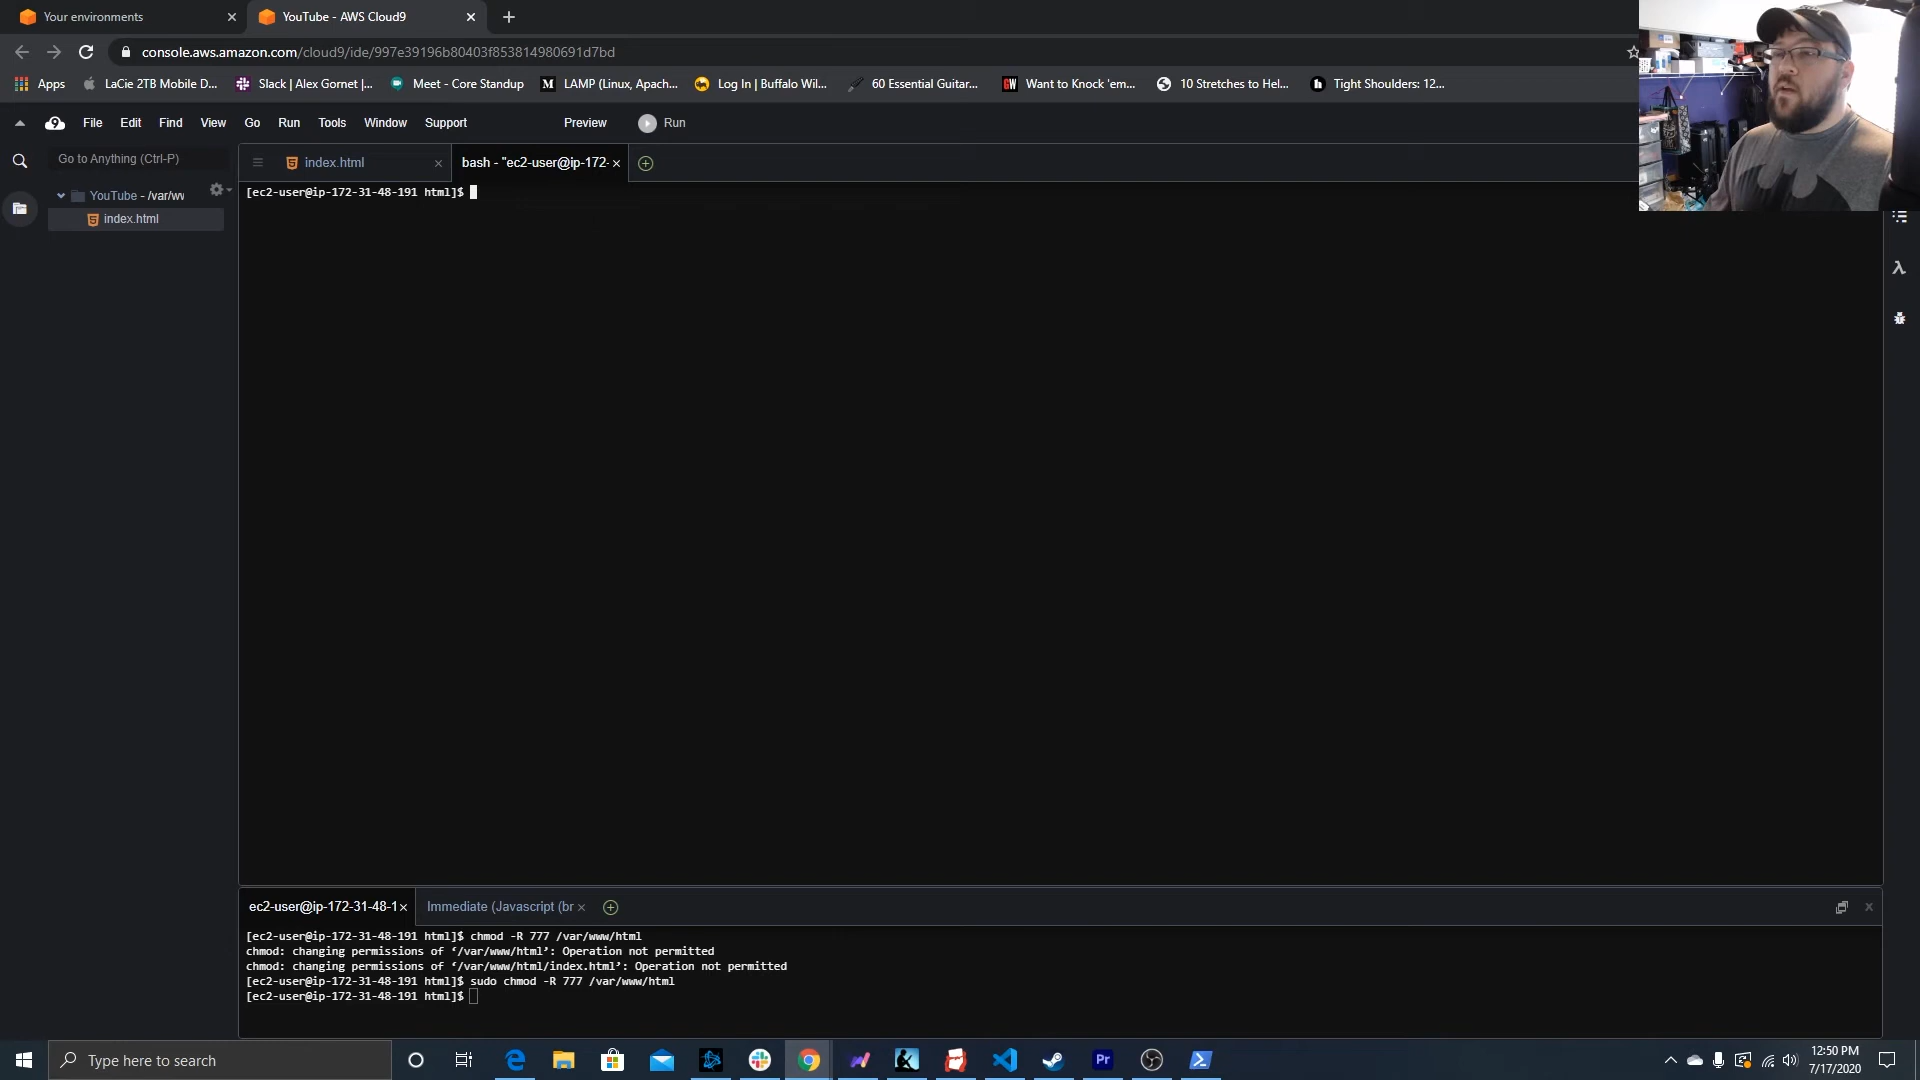 Your environments
YouTube - AWS Cloud9
console.aws.amazon.com/cloud9/ide/997e39196b80403f853814980691d7bd
Apps
LaCie 2TB Mobile D...
Slack | Alex Gornet |...
Meet - Core Standup
LAMP (Linux, Apach...
Log In | Buffalo Wil...
60 Essential Guitar...
Want to Knock 'em...
10 Stretches to Hel...
Tight Shoulders: 12...
File Edit Find View Go Run Tools Window Support Preview Run
Go to Anything (Ctrl-P)
index.html
bash - "ec2-user@ip-172-
YouTube - /var/w
index.html
[ec2-user@ip-172-31-48-191 html]$
ec2-user@ip-172-31-48-1
Immediate (Javascript (br
[ec2-user@ip-172-31-48-191 html]$ chmod -R 777 /var/www/html
chmod: changing permissions of ‘/var/www/html’: Operation not permitted
chmod: changing permissions of ‘/var/www/html/index.html’: Operation not permitted
[ec2-user@ip-172-31-48-191 html]$ sudo chmod -R 777 /var/www/html
[ec2-user@ip-172-31-48-191 html]$
Type here to search
12:50 PM
7/17/2020